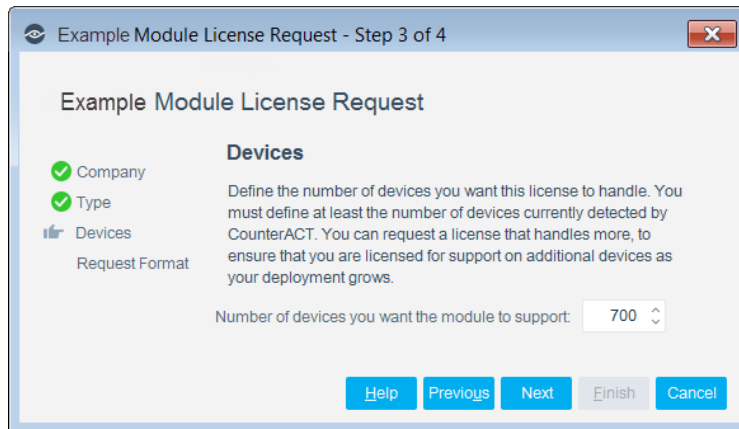 Example Module License Request - Step 3 of 4
Example Module License Request
Company
Type
Devices
Request Format
Devices
Define the number of devices you want this license to handle. You
must define at least the number of devices currently detected by
CounterACT. You can request a license that handles more, to
ensure that you are licensed for support on additional devices as
your deployment grows.
Number of devices you want the module to support: 700
Help Previous Next Finish Cancel